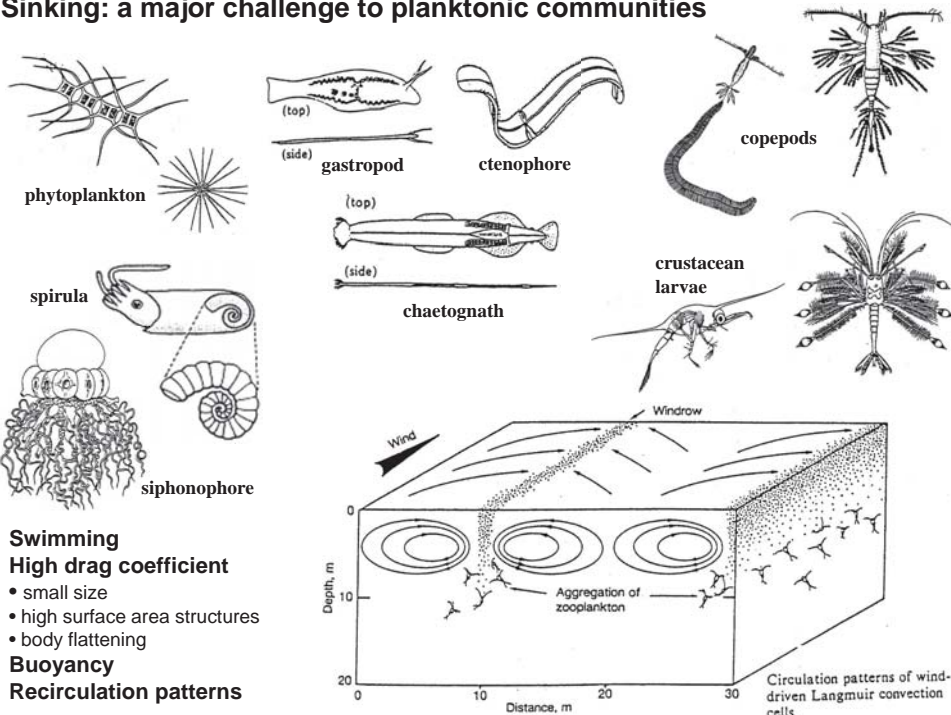 Sinking: a major challenge to planktonic communities
(top)
(side)
gastropod
ctenophore
copepods
phytoplankton
(top)
(side)
chaetognath
crustacean
larvae
spirula
siphonophore
Swimming
High drag coefficient
• small size
• high surface area structures
• body flattening
Buoyancy
Recirculation patterns
Windrow
Wind
0
10
20
Depth, m
Aggregation of
zooplankton
0
10
20
30
Distance, m
Circulation patterns of wind-
driven Langmuir convection
cells